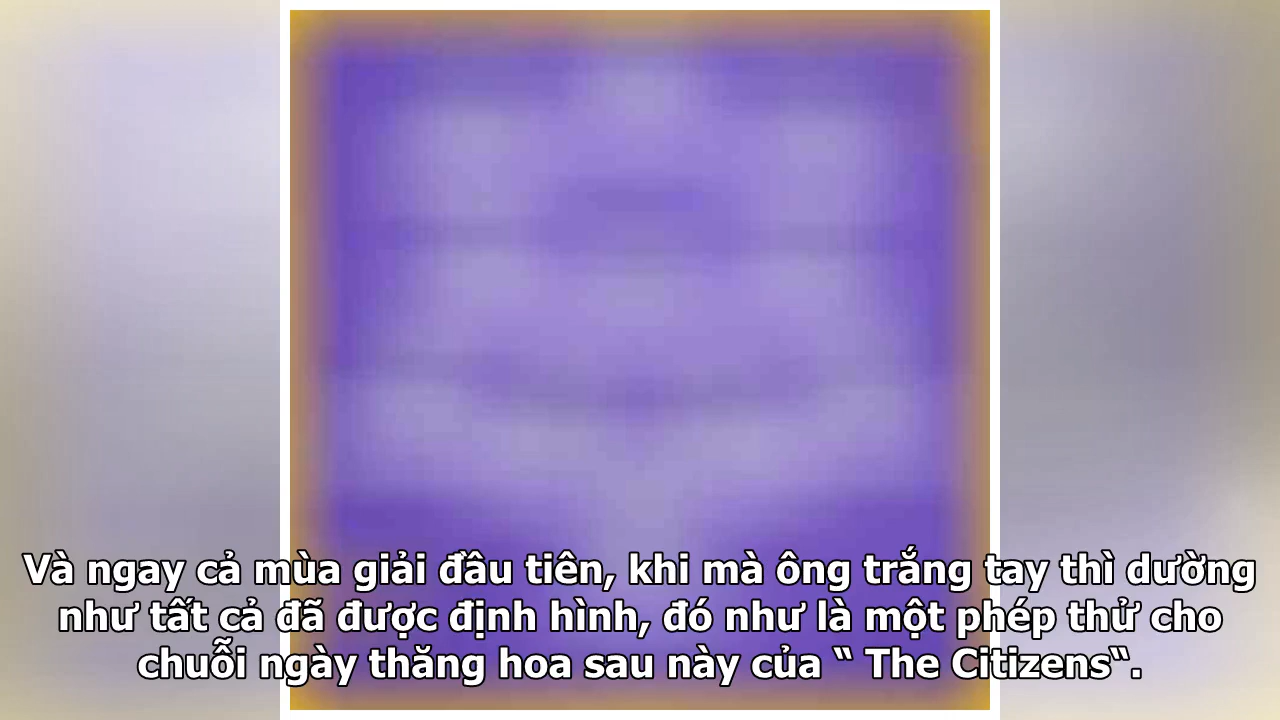 Và ngay cả mùa giải đầu tiên, khi mà ông trắng tay thì dường
như tất cả đã được định hình, đó như là một phép thử cho
chuỗi ngày thăng hoa sau này của “ The Citizens“.